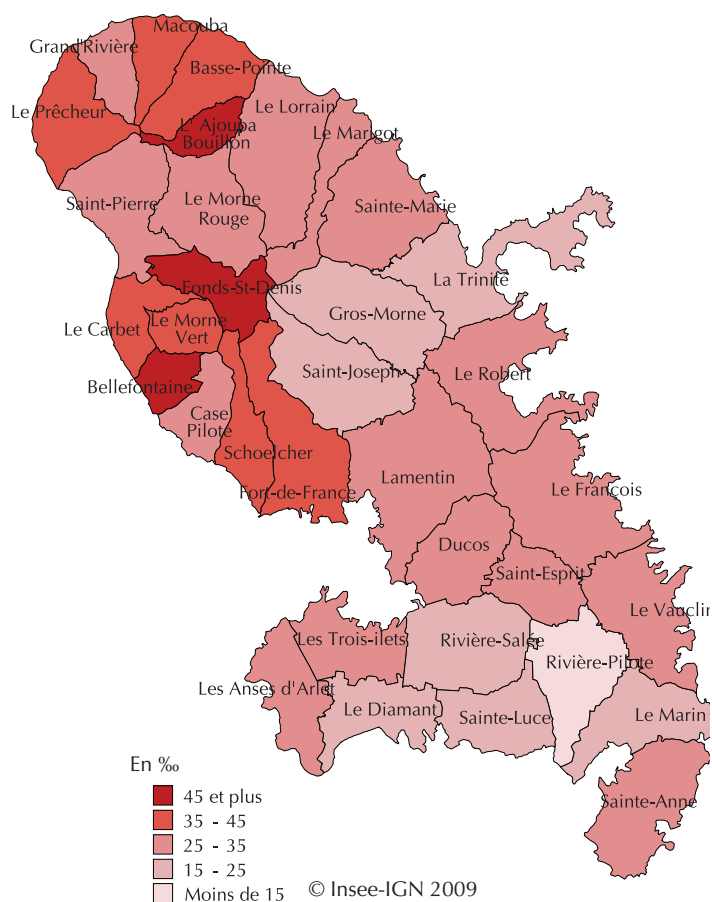 Macouba
Grand'Rivière
Basse-Pointe
Le Prêcheur
Le Lorrain
L' Ajoupa
Bouillon
Le Marigot
Saint-Pierre
Le Morne
Rouge
Sainte-Marie
La Trinité
Fonds-St-Denis
Gros-Morne
Le Carbet
Le Morne
Vert
Saint-Joseph
Le Robert
Bellefontaine
Case
Pilote
Schoelcher
Lamentin
Fort-de-France
Le François
Ducos
Saint-Esprit
Le Vauclin
Les Trois-ilets
Rivière-Salée
Rivière-Pilote
Les Anses d'Arlet
Le Diamant
Sainte-Luce
Le Marin
Sainte-Anne
En ‰
45 et plus
35 - 45
25 - 35
15 - 25
Moins de 15
© Insee-IGN 2009